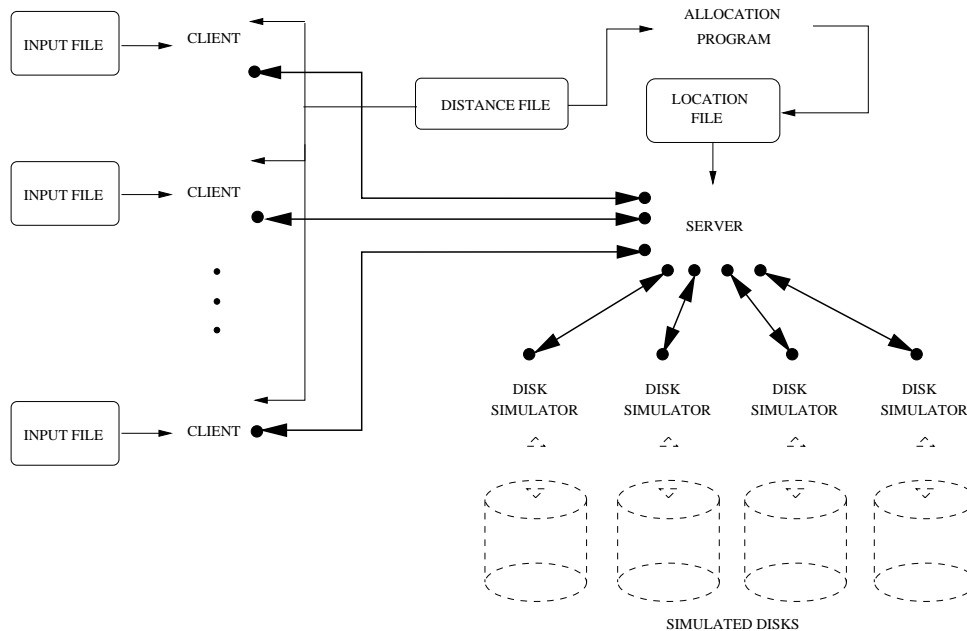 INPUT FILE
CLIENT
ALLOCATION
PROGRAM
DISTANCE FILE
LOCATION
FILE
INPUT FILE
CLIENT
SERVER
INPUT FILE
CLIENT
DISK
SIMULATOR
DISK
SIMULATOR
DISK
SIMULATOR
DISK
SIMULATOR
SIMULATED DISKS